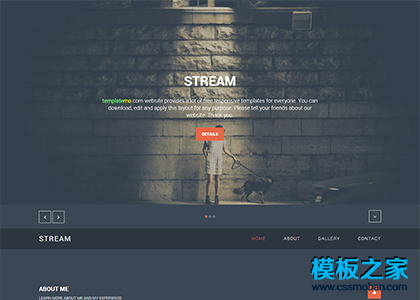 STREAM
templatemo.com website provides a lot of free responsive templates for everyone. You can
download, edit and apply this layout for any purpose. Please tell your friends about our
website. Thank you.
DETAILS
STREAM
HOME
ABOUT
GALLERY
CONTACT
模板之家
www.cssmoban.com
ABOUT ME
LEARN MORE ABOUT ME AND MY EXPERIENCE